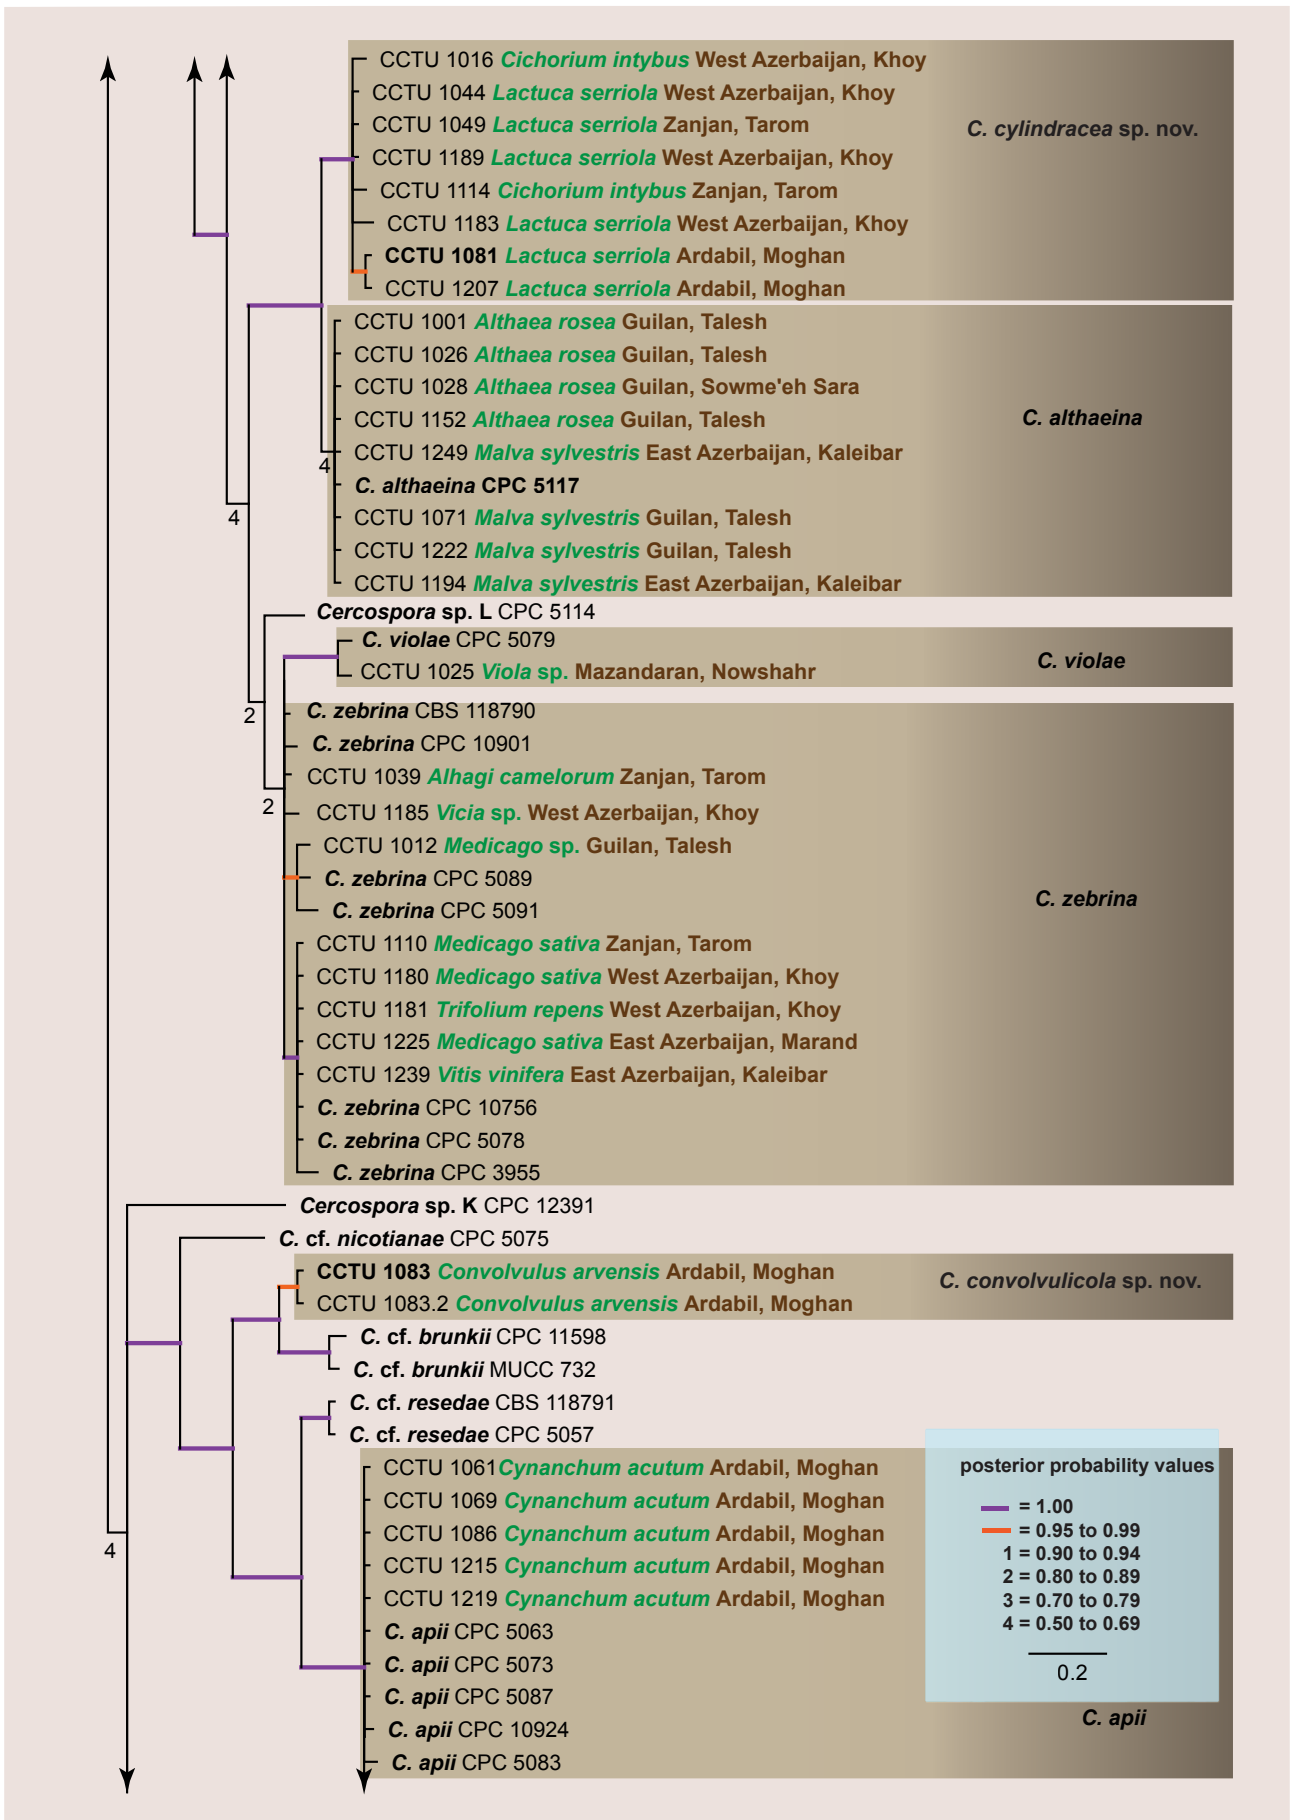 CCTU 1016 Cichorium intybus West Azerbaijan, Khoy
CCTU 1044 Lactuca serriola West Azerbaijan, Khoy
CCTU 1049 Lactuca serriola Zanjan, Tarom
C. cylindracea sp. nov.
CCTU 1189 Lactuca serriola West Azerbaijan, Khoy
CCTU 1114 Cichorium intybus Zanjan, Tarom
CCTU 1183 Lactuca serriola West Azerbaijan, Khoy
CCTU 1081 Lactuca serriola Ardabil, Moghan
CCTU 1207 Lactuca serriola Ardabil, Moghan
CCTU 1001 Althaea rosea Guilan, Talesh
CCTU 1026 Althaea rosea Guilan, Talesh
CCTU 1028 Althaea rosea Guilan, Sowme'eh Sara
CCTU 1152 Althaea rosea Guilan, Talesh
C. althaeina
CCTU 1249 Malva sylvestris East Azerbaijan, Kaleibar
4
C. althaeina CPC 5117
CCTU 1071 Malva sylvestris Guilan, Talesh
4
CCTU 1222 Malva sylvestris Guilan, Talesh
CCTU 1194 Malva sylvestris East Azerbaijan, Kaleibar
Cercospora sp. L CPC 5114
C. violae CPC 5079
C. violae
CCTU 1025 Viola sp. Mazandaran, Nowshahr
2
C. zebrina CBS 118790
C. zebrina CPC 10901
CCTU 1039 Alhagi camelorum Zanjan, Tarom
2
CCTU 1185 Vicia sp. West Azerbaijan, Khoy
CCTU 1012 Medicago sp. Guilan, Talesh
C. zebrina CPC 5089
C. zebrina
C. zebrina CPC 5091
CCTU 1110 Medicago sativa Zanjan, Tarom
CCTU 1180 Medicago sativa West Azerbaijan, Khoy
CCTU 1181 Trifolium repens West Azerbaijan, Khoy
CCTU 1225 Medicago sativa East Azerbaijan, Marand
CCTU 1239 Vitis vinifera East Azerbaijan, Kaleibar
C. zebrina CPC 10756
C. zebrina CPC 5078
C. zebrina CPC 3955
Cercospora sp. K CPC 12391
C. cf. nicotianae CPC 5075
CCTU 1083 Convolvulus arvensis Ardabil, Moghan
C. convolvulicola sp. nov.
CCTU 1083.2 Convolvulus arvensis Ardabil, Moghan
C. cf. brunkii CPC 11598
C. cf. brunkii MUCC 732
C. cf. resedae CBS 118791
C. cf. resedae CPC 5057
CCTU 1061 Cynanchum acutum Ardabil, Moghan
CCTU 1069 Cynanchum acutum Ardabil, Moghan
CCTU 1086 Cynanchum acutum Ardabil, Moghan
4
CCTU 1215 Cynanchum acutum Ardabil, Moghan
CCTU 1219 Cynanchum acutum Ardabil, Moghan
C. apii CPC 5063
C. apii CPC 5073
C. apii CPC 5087
C. apii CPC 10924
C. apii CPC 5083
posterior probability values
= 1.00
= 0.95 to 0.99
1 = 0.90 to 0.94
2 = 0.80 to 0.89
3 = 0.70 to 0.79
4 = 0.50 to 0.69
0.2
C. apii